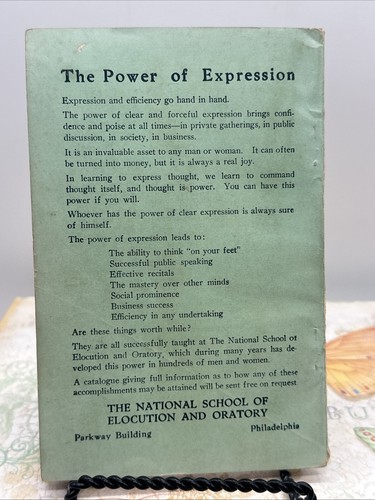 The Power of Expression
Expression and efficiency go hand in hand.
The power of clear and forceful expression brings confi-
dence and poise at all times—in private gatherings, in public
discussion, in society, in business.
It is an invaluable asset to any man or woman. It can often
be turned into money, but it is always a real joy.
In learning to express thought, we learn to command
thought itself, and thought is power. You can have this
power if you will.
Whoever has the power of clear expression is always sure
of himself.
The power of expression leads to:
The ability to think "on your feet"
Successful public speaking
Effective recitals
The mastery over other minds
Social prominence
Business success
Efficiency in any undertaking
Are these things worth while?
They are all successfully taught at The National School of
Elocution and Oratory, which during many years has de-
veloped this power in hundreds of men and women.
A catalogue giving full information as to how any of these
accomplishments may be attained will be sent free on request
THE NATIONAL SCHOOL OF
ELOCUTION AND ORATORY
Parkway Building Philadelphia